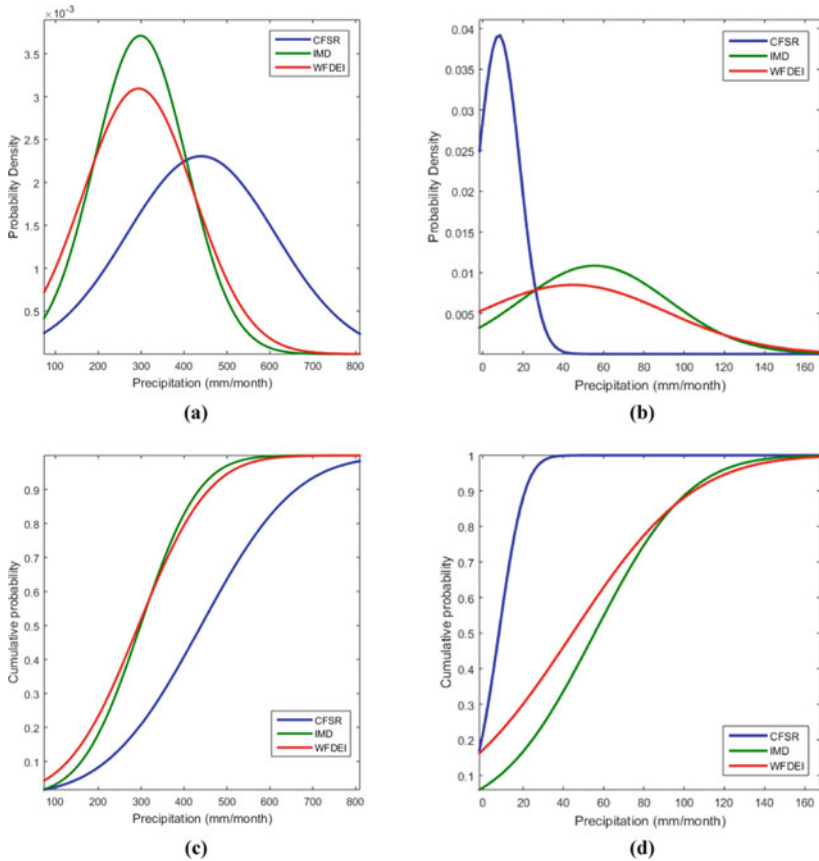 ×10⁻³
4
3.5
3
2.5
2
1.5
1
0.5
Probability Density
CFSR
IMD
WFDEI
100 200 300 400 500 600 700 800
Precipitation (mm/month)
(a)
0.04
0.035
0.03
0.025
0.02
0.015
0.01
0.005
Probability Density
CFSR
IMD
WFDEI
0 20 40 60 80 100 120 140 160
Precipitation (mm/month)
(b)
0.9
0.8
0.7
0.6
0.5
0.4
0.3
0.2
0.1
Cumulative probability
CFSR
IMD
WFDEI
100 200 300 400 500 600 700 800
Precipitation (mm/month)
(c)
1
0.9
0.8
0.7
0.6
0.5
0.4
0.3
0.2
0.1
Cumulative probability
CFSR
IMD
WFDEI
0 20 40 60 80 100 120 140 160
Precipitation (mm/month)
(d)